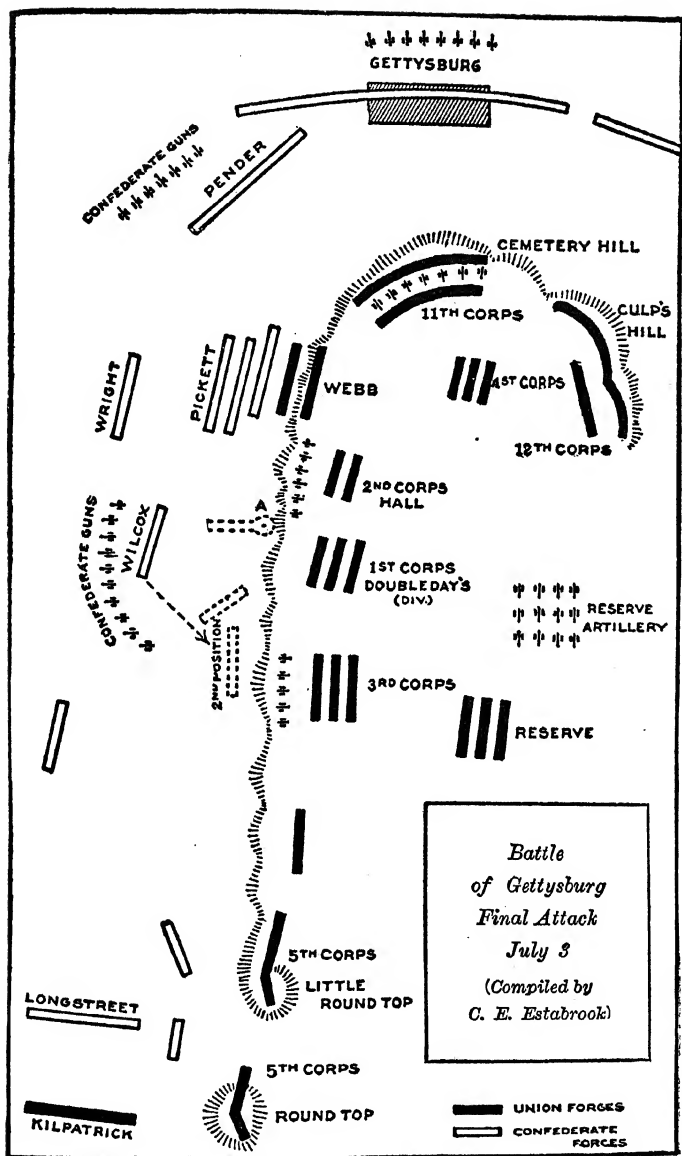 GETTYSBURG
CONFEDERATE GUNS
PENDER
CEMETERY HILL
CULP'S
HILL
11TH CORPS
WRIGHT
PICKETT
WEBB
1ST CORPS
12TH CORPS
2ND CORPS
HALL
A
CONFEDERATE GUNS
WILCOX
1ST CORPS
DOUBLEDAY'S
(DIV.)
RESERVE
ARTILLERY
2ND POSITION
3RD CORPS
RESERVE
Battle
of Gettysburg
Final Attack
July 3
(Compiled by
C. E. Estabrook)
5TH CORPS
LITTLE
ROUND TOP
LONGSTREET
5TH CORPS
ROUND TOP
KILPATRICK
UNION FORCES
CONFEDERATE
FORCES